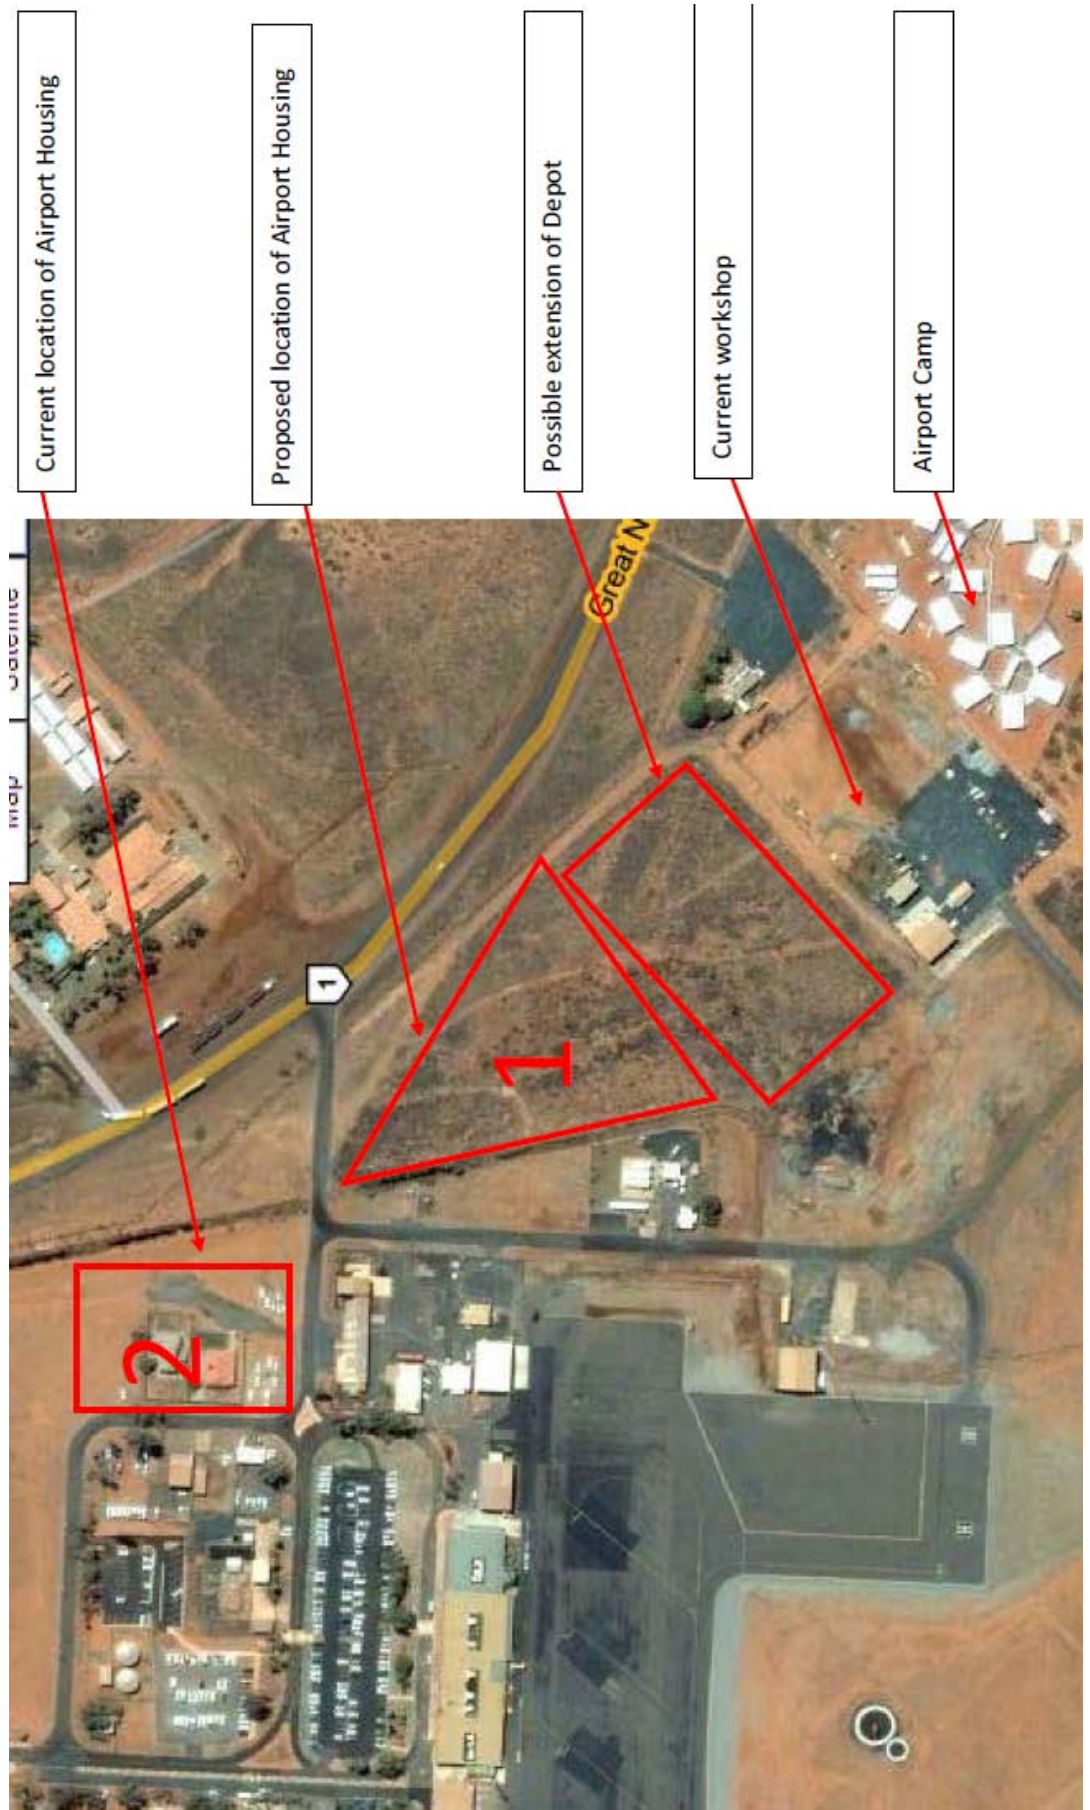 Current location of Airport Housing
Proposed location of Airport Housing
Possible extension of Depot
Current workshop
Airport Camp
Map
Great N
1
1
2
H
H